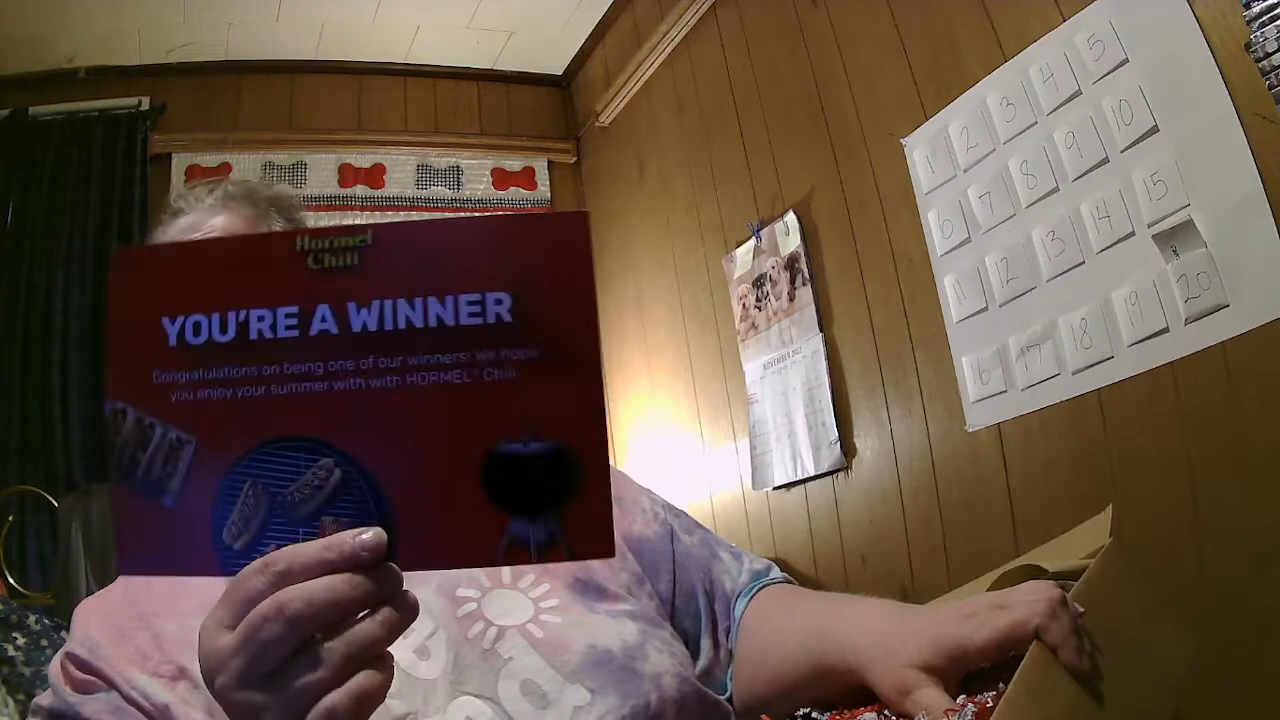 Hormel
Chili
YOU'RE A WINNER
Congratulations on being one of our winners! We hope
you enjoy your summer with with HORMEL® Chili
NOVEMBER 2022
1 2 3 4 5
6 7 8 9 10
11 12 13 14 15
16 17 18 19 20